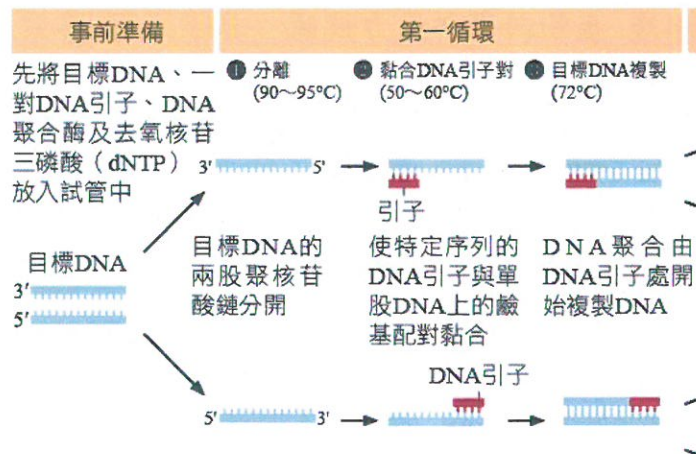 事前準備
第一循環
先將目標DNA、一
對DNA引子、DNA
聚合酶及去氧核苷
三磷酸（dNTP）
放入試管中
❶ 分離
(90～95°C)
❷ 黏合DNA引子對
(50～60°C)
❸ 目標DNA複製
(72°C)
3' 5'
引子
目標DNA的
兩股聚核苷
酸鏈分開
使特定序列的
DNA引子與單
股DNA上的鹼
基配對黏合
DNA聚合由
DNA引子處開
始複製DNA
目標DNA
3'
5'
DNA引子
5' 3'